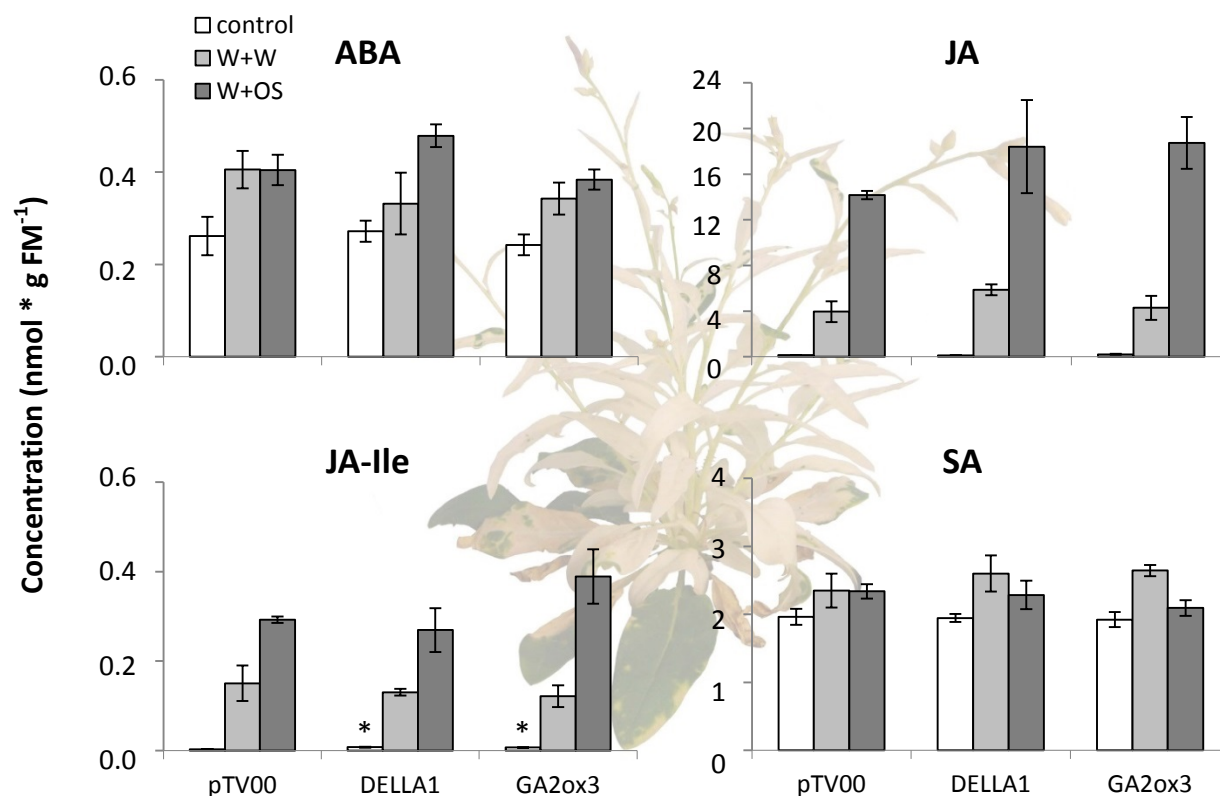 control
W+W
W+OS
ABA
0.6
0.4
0.2
0.0
JA
24
20
16
12
8
4
0
Concentration (nmol * g FM⁻¹)
JA-Ile
0.6
0.4
0.2
0.0
* *
pTV00 DELLA1 GA2ox3
SA
4
3
2
1
0
pTV00 DELLA1 GA2ox3